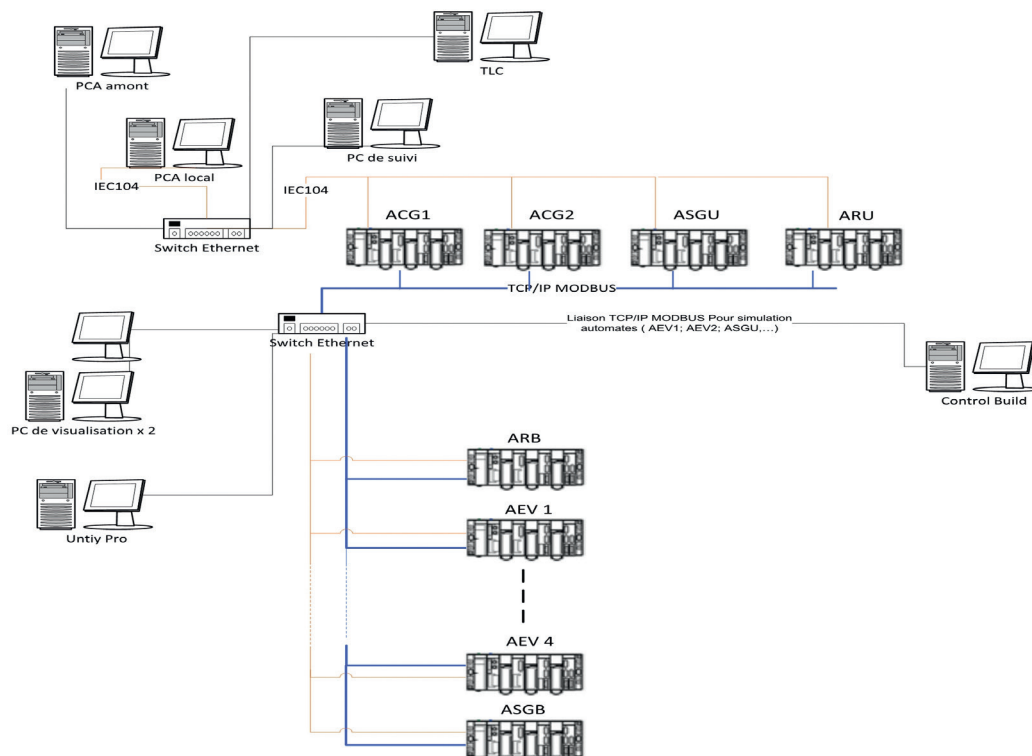 TLC
PCA amont
PC de suivi
PCA local
IEC104
IEC104
Switch Ethernet
ACG1
ACG2
ASGU
ARU
TCP/IP MODBUS
Switch Ethernet
Liaison TCP/IP MODBUS Pour simulation
automates ( AEV1; AEV2; ASGU,...)
Control Build
PC de visualisation x 2
ARB
Untiy Pro
AEV 1
AEV 4
ASGB